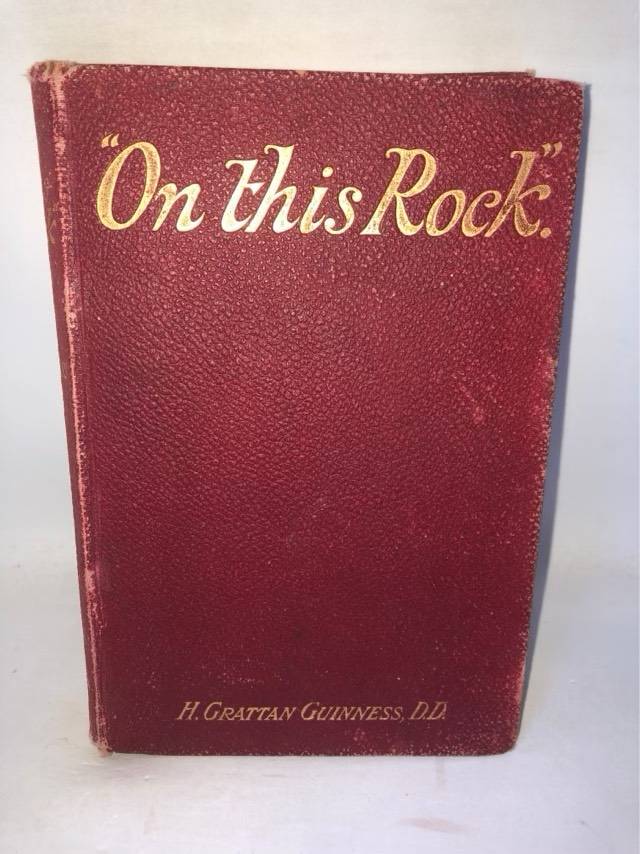 "On this Rock".
H. GRATTAN GUINNESS, D.D.